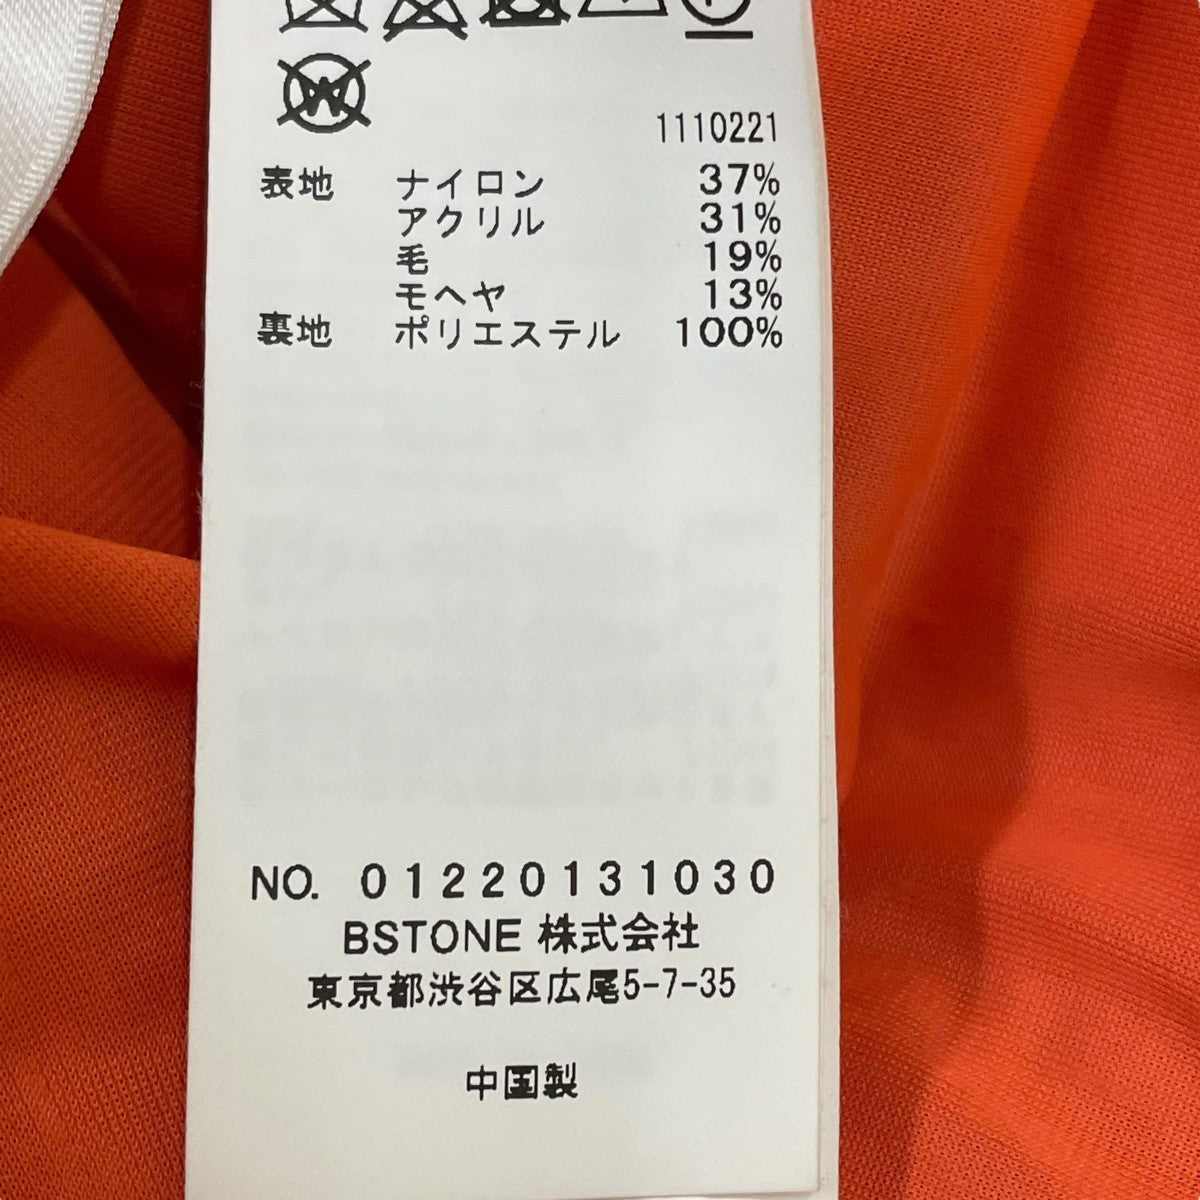 W
1110221
表地 ナイロン 37%
アクリル 31%
毛 19%
モヘヤ 13%
裏地 ポリエステル 100%
NO. 01220131030
BSTONE 株式会社
東京都渋谷区広尾5-7-35
中国製